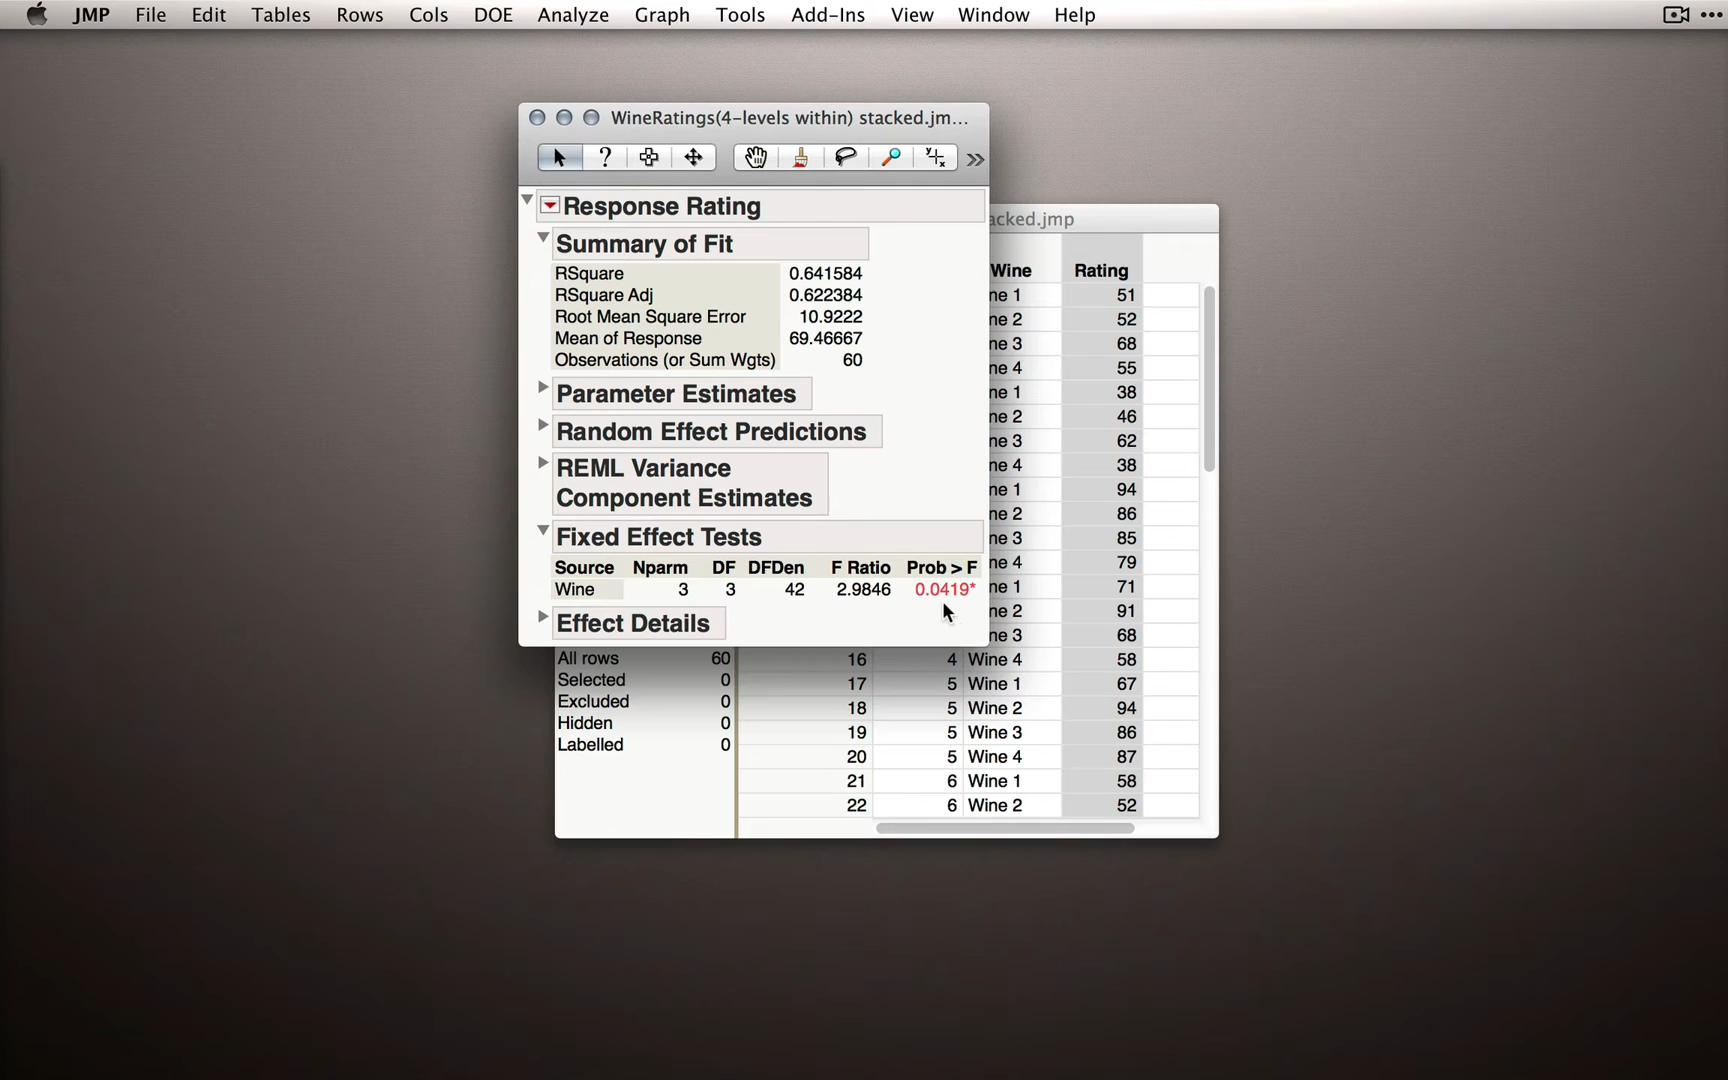 JMP File Edit Tables Rows Cols DOE Analyze Graph Tools Add-Ins View Window Help
WineRatings(4-levels within) stacked.jm...
Response Rating
Summary of Fit
RSquare 0.641584
RSquare Adj 0.622384
Root Mean Square Error 10.9222
Mean of Response 69.46667
Observations (or Sum Wgts) 60
Parameter Estimates
Random Effect Predictions
REML Variance
Component Estimates
Fixed Effect Tests
Source Nparm DF DFDen F Ratio Prob > F
Wine 3 3 42 2.9846 0.0419*
Effect Details
acked.jmp
Wine Rating
ne 1 51
ne 2 52
ne 3 68
ne 4 55
ne 1 38
ne 2 46
ne 3 62
ne 4 38
ne 1 94
ne 2 86
ne 3 85
ne 4 79
ne 1 71
ne 2 91
ne 3 68
16 4 Wine 4 58
17 5 Wine 1 67
18 5 Wine 2 94
19 5 Wine 3 86
20 5 Wine 4 87
21 6 Wine 1 58
22 6 Wine 2 52
All rows 60
Selected 0
Excluded 0
Hidden 0
Labelled 0